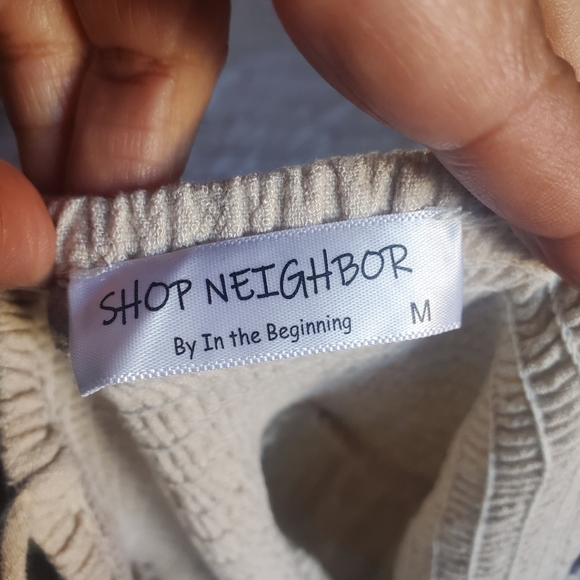 SHOP NEIGHBOR
By In the Beginning
M